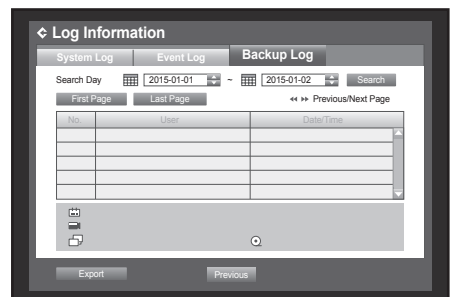 Log Information
System Log Event Log Backup Log
Search Day 2015-01-01 ~ 2015-01-02 Search
First Page Last Page Previous/Next Page
No. User Date/Time
Export Previous